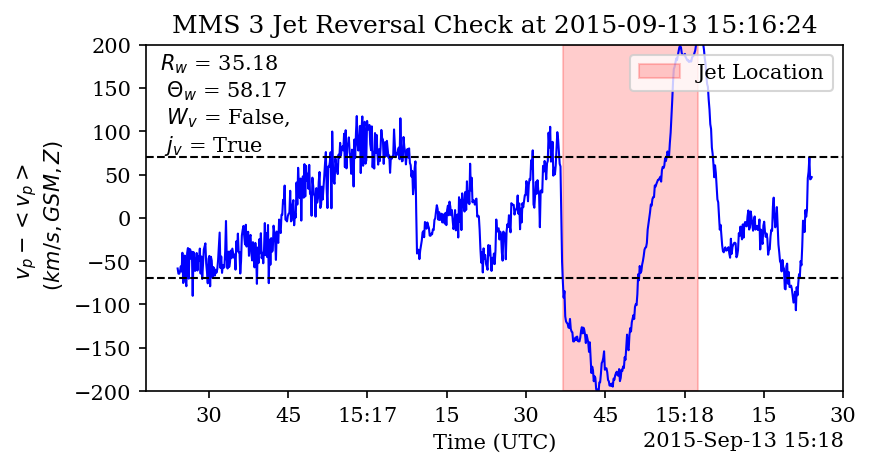 MMS 3 Jet Reversal Check at 2015-09-13 15:16:24
R_w = 35.18
Θ_w = 58.17
W_v = False,
j_v = True
Jet Location
v_p − < v_p >
(km/s, GSM, Z)
200
150
100
50
0
−50
−100
−150
−200
30 45 15:17 15 30 45 15:18 15 30
Time (UTC) 2015-Sep-13 15:18